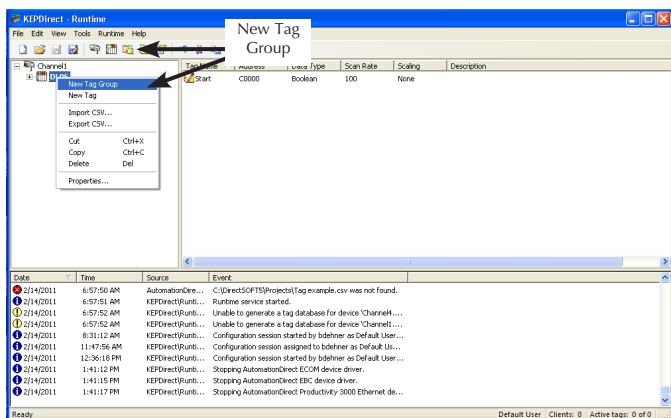 KEPDirect - Runtime
File Edit View Tools Runtime Help
New Tag
Group
Channel1
Tag Name Address Data Type Scan Rate Scaling Description
Start C0000 Boolean 100 None
New Tag Group
New Tag
Import CSV...
Export CSV...
Cut Ctrl+X
Copy Ctrl+C
Delete Del
Properties...
Date Time Source Event
2/14/2011 6:57:50 AM AutomationDire... C:\DirectSOFT5\Projects\Tag example.csv was not found.
2/14/2011 6:57:51 AM KEPDirect\Runti... Runtime service started.
2/14/2011 6:57:52 AM KEPDirect\Runti... Unable to generate a tag database for device 'Channel4....
2/14/2011 6:57:52 AM KEPDirect\Runti... Unable to generate a tag database for device 'Channel1....
2/14/2011 8:31:12 AM KEPDirect\Runti... Configuration session started by bdehner as Default Us...
2/14/2011 11:47:56 AM KEPDirect\Runti... Configuration session assigned to bdehner as Default User...
2/14/2011 12:36:18 PM KEPDirect\Runti... Configuration session started by bdehner as Default Use...
2/14/2011 1:41:12 PM KEPDirect\Runti... Stopping AutomationDirect ECOM device driver.
2/14/2011 1:41:15 PM KEPDirect\Runti... Stopping AutomationDirect EBC device driver.
2/14/2011 1:41:17 PM KEPDirect\Runti... Stopping AutomationDirect Productivity 3000 Ethernet de...
Ready Default User Clients: 0 Active tags: 0 of 0